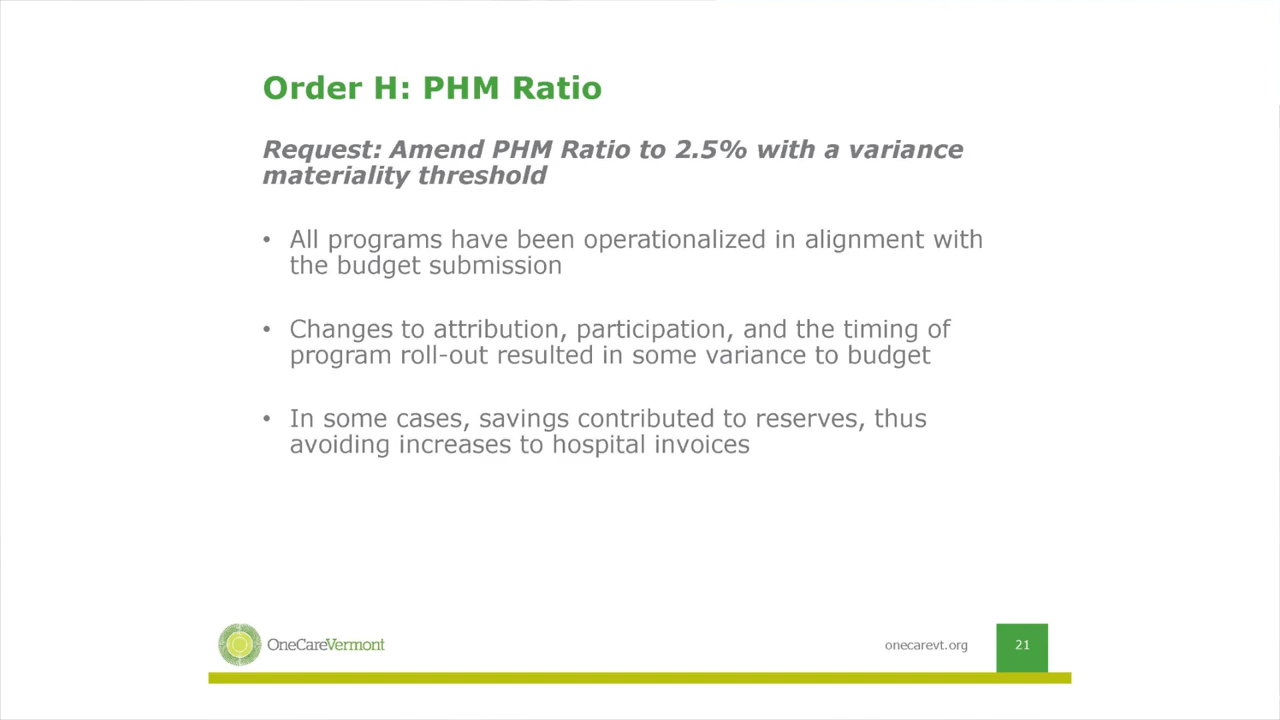 Order H: PHM Ratio
Request: Amend PHM Ratio to 2.5% with a variance
materiality threshold
• All programs have been operationalized in alignment with
the budget submission
• Changes to attribution, participation, and the timing of
program roll-out resulted in some variance to budget
• In some cases, savings contributed to reserves, thus
avoiding increases to hospital invoices
OneCareVermont
onecarevt.org
21